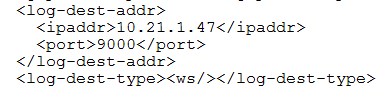 <log-dest-addr>
<ipaddr>10.21.1.47</ipaddr>
<port>9000</port>
</log-dest-addr>
<log-dest-type><ws/></log-dest-type>